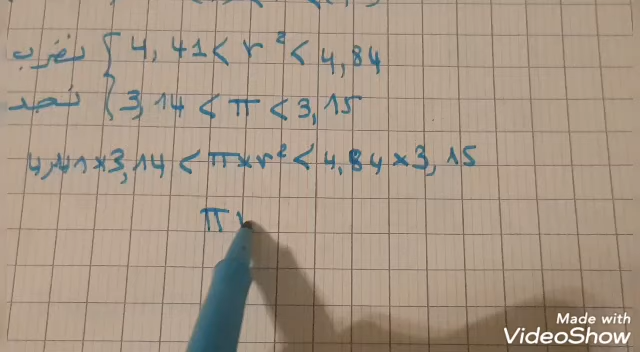 نضرب { 4,41 < r² < 4,84
نجد { 3,14 < π < 3,15
4,41 × 3,14 < π × r² < 4,84 × 3,15
π
Made with
VideoShow